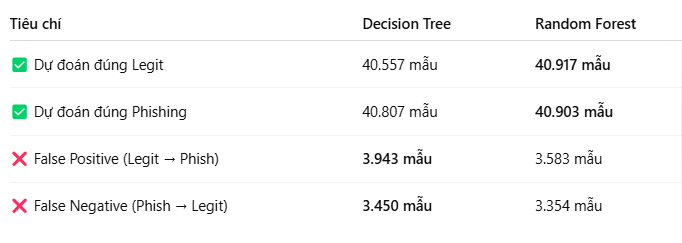 Tiêu chí Decision Tree Random Forest
✅ Dự đoán đúng Legit 40.557 mẫu 40.917 mẫu
✅ Dự đoán đúng Phishing 40.807 mẫu 40.903 mẫu
❌ False Positive (Legit → Phish) 3.943 mẫu 3.583 mẫu
❌ False Negative (Phish → Legit) 3.450 mẫu 3.354 mẫu